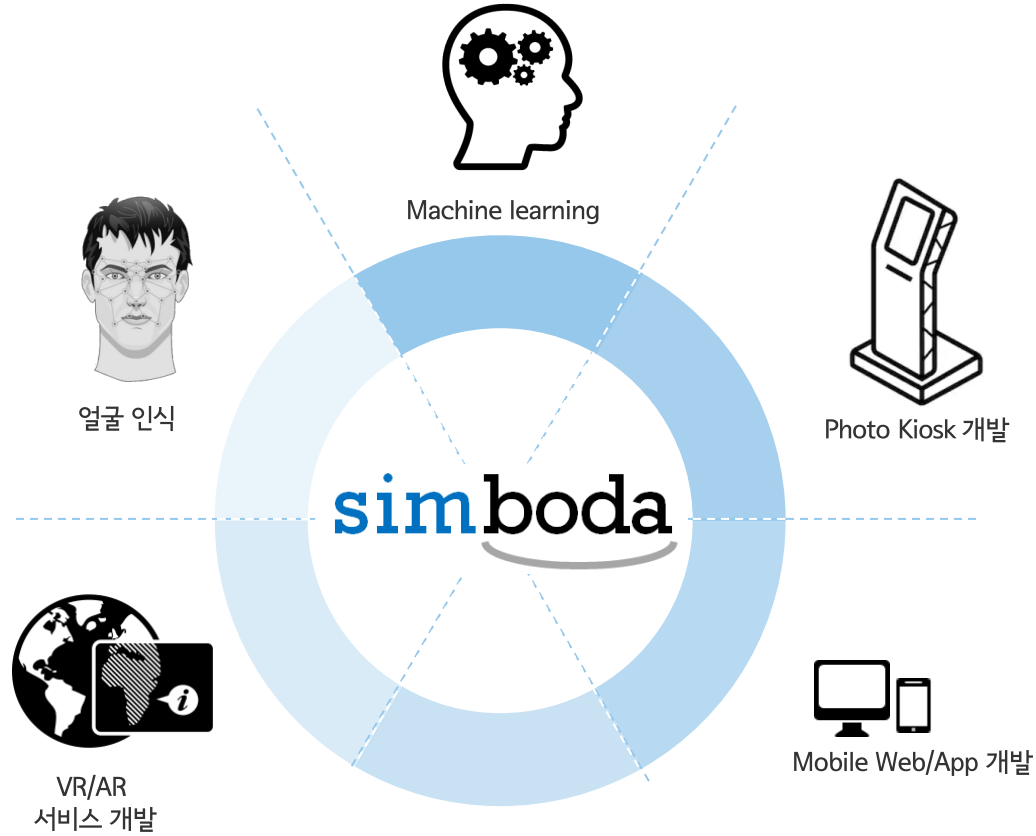 Machine learning
얼굴 인식
Photo Kiosk 개발
simboda
i
VR/AR
서비스 개발
Mobile Web/App 개발